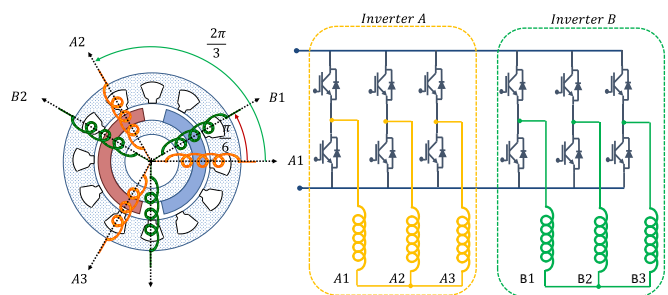 Inverter A
Inverter B
A2
2π
3
B2
B1
π
6
A1
A3
A1
A2
A3
B1
B2
B3